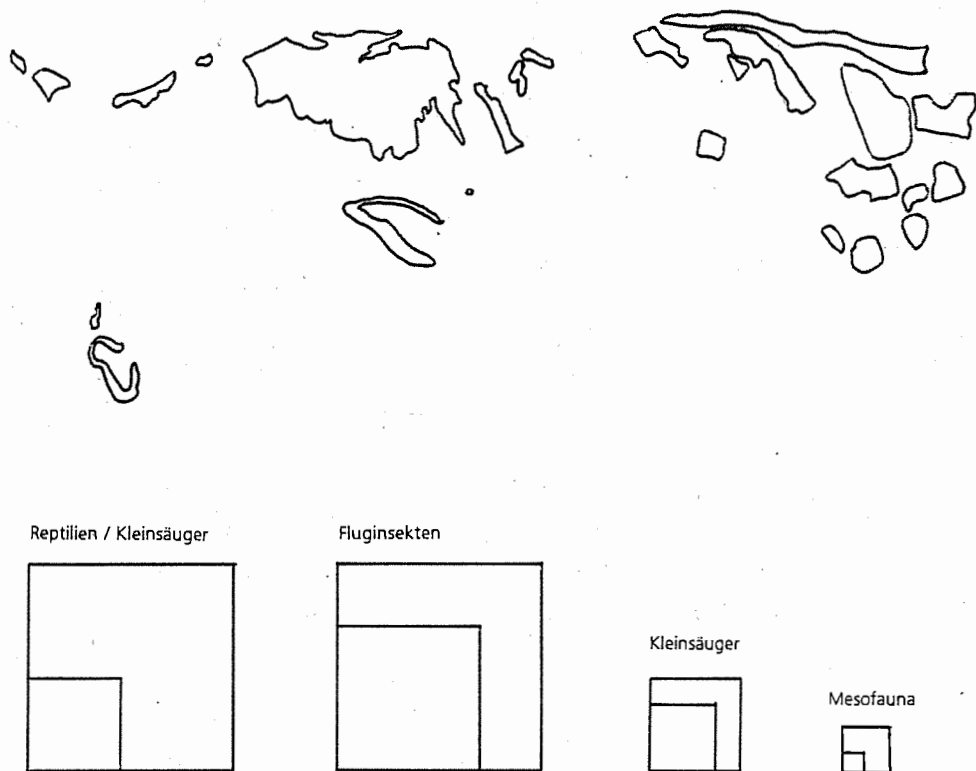 Reptilien / Kleinsäuger
Fluginsekten
Kleinsäuger
Mesofauna